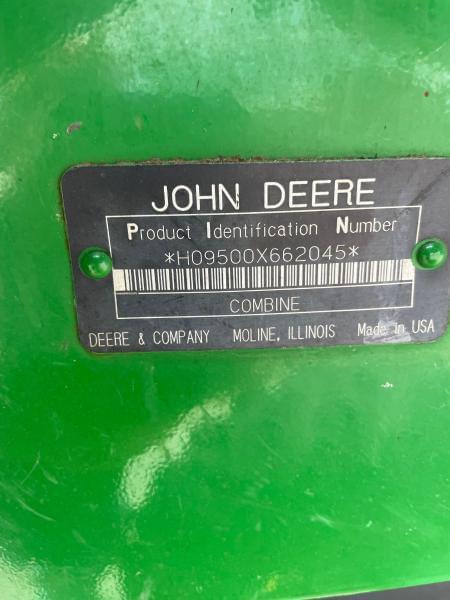 JOHN DEERE
Product Identification Number
*H09500X662045*
COMBINE
DEERE & COMPANY MOLINE, ILLINOIS Made in USA